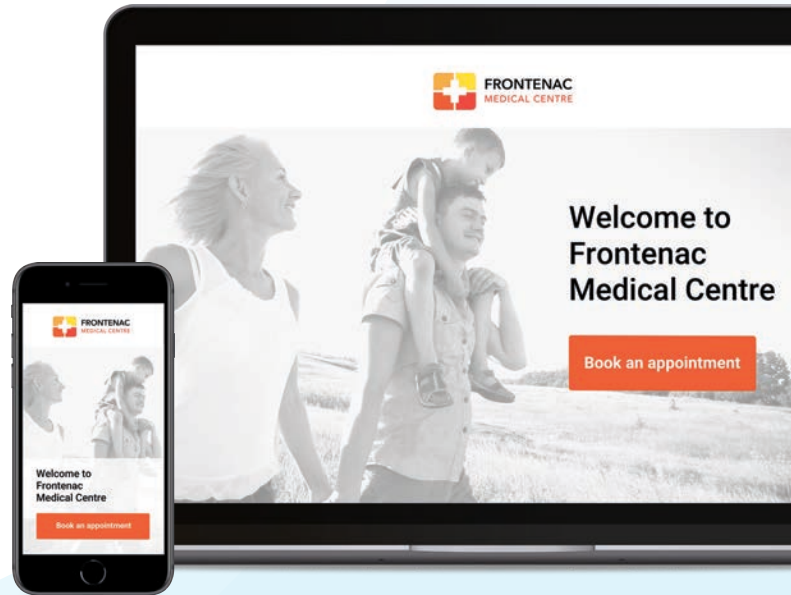 FRONTENAC
MEDICAL CENTRE
Welcome to
Frontenac
Medical Centre
Book an appointment
FRONTENAC
MEDICAL CENTRE
Welcome to
Frontenac
Medical Centre
Book an appointment